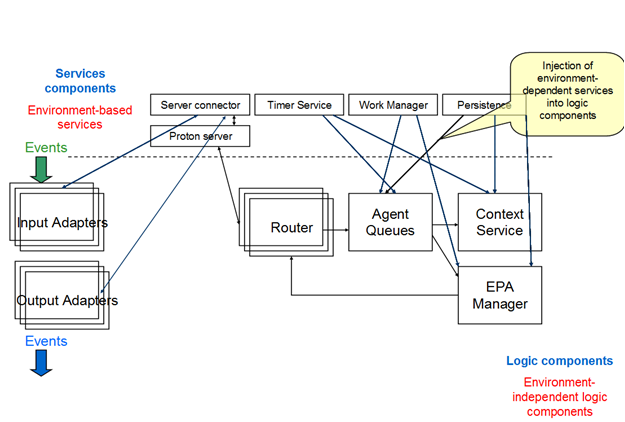 Services
components
Environment-based
services
Events
Server connector
Timer Service
Work Manager
Persistence
Injection of
environment-
dependent services
into logic
components
Proton server
Input Adapters
Router
Agent
Queues
Context
Service
Output Adapters
EPA
Manager
Events
Logic components
Environment-
independent logic
components